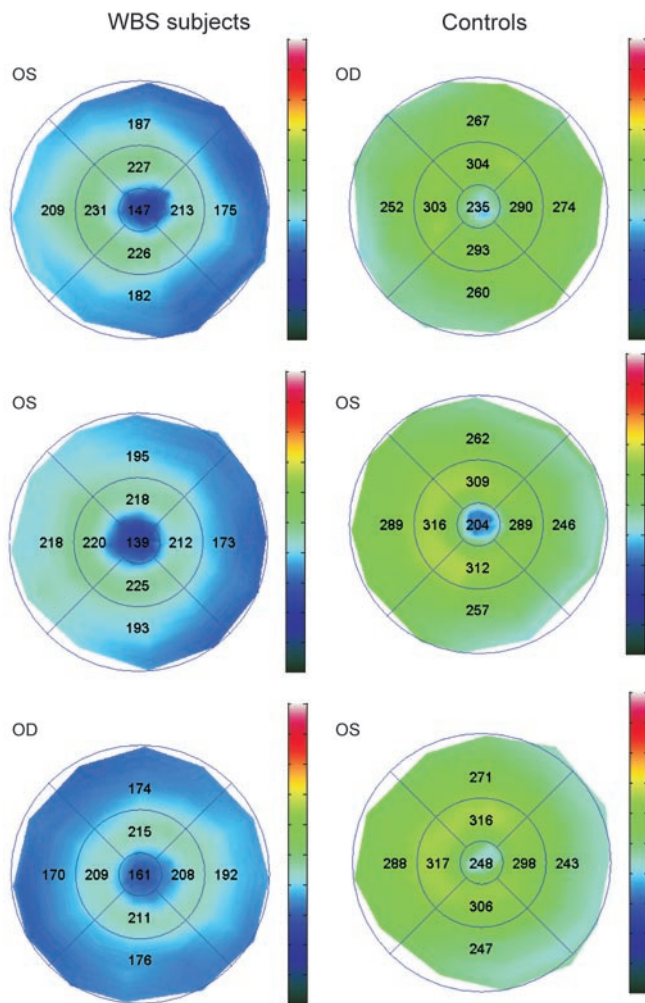 WBS subjects Controls
OS OD
187 267
227 304
209 231 147 213 175 252 303 235 290 274
226 293
182 260
OS OS
195 262
218 309
218 220 139 212 173 289 316 204 289 246
225 312
193 257
OD OS
174 271
215 316
170 209 161 208 192 288 317 248 298 243
211 306
176 247